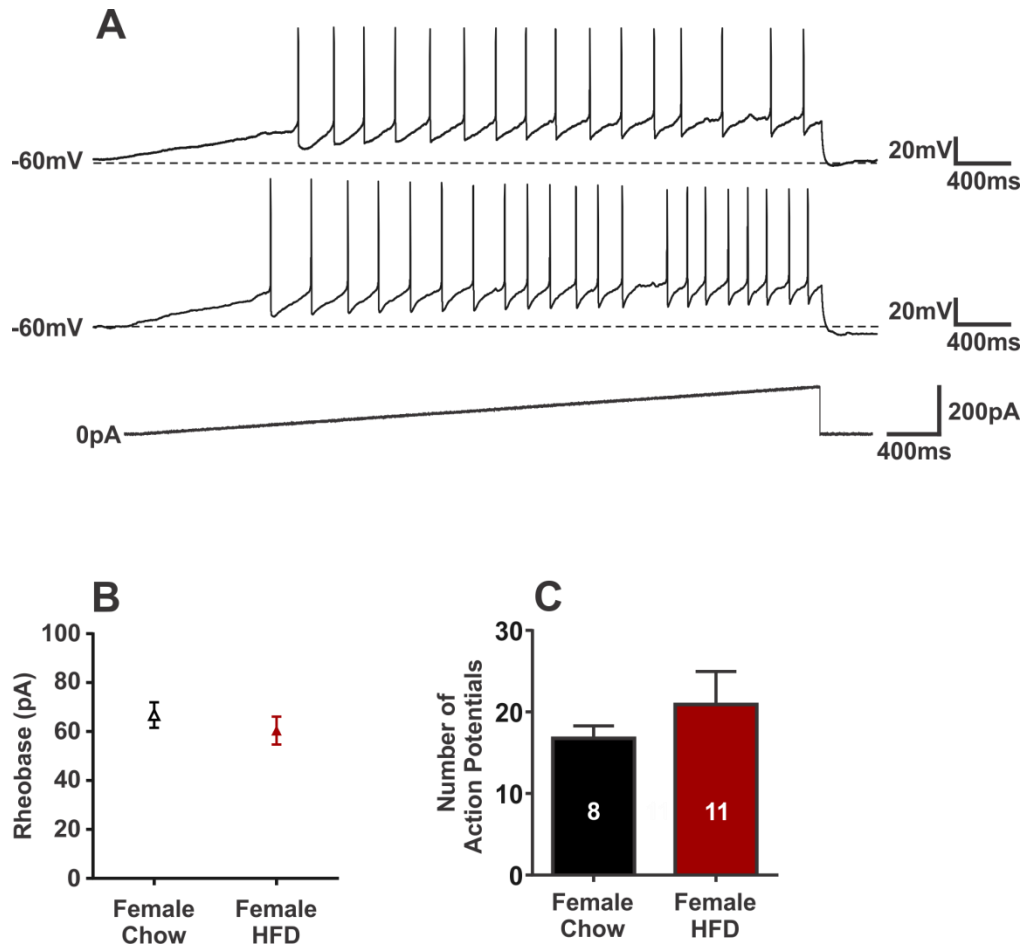 A
-60mV
20mV
400ms
-60mV
20mV
400ms
0pA
200pA
400ms
B
Rheobase (pA)
100
80
60
40
20
0
Female
Chow
Female
HFD
C
Number of
Action Potentials
30
20
10
0
8
11
Female
Chow
Female
HFD